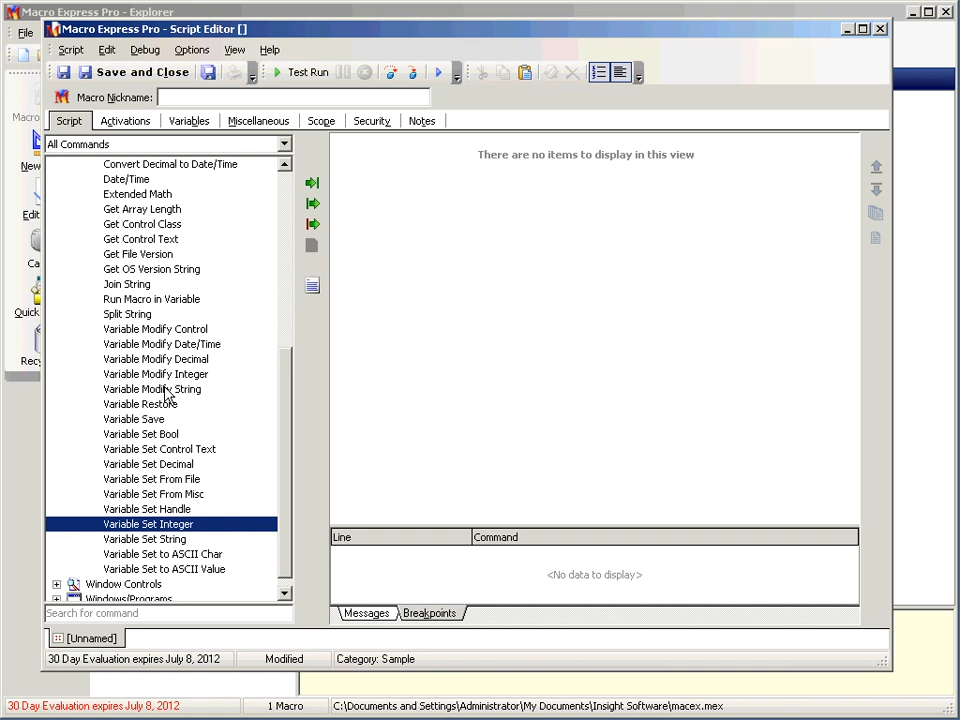 Macro Express Pro - Explorer
File
Macro Express Pro - Script Editor []
Script Edit Debug Options View Help
Save and Close
Test Run
Macro Nickname:
Script Activations Variables Miscellaneous Scope Security Notes
All Commands
There are no items to display in this view
Convert Decimal to Date/Time
Date/Time
Extended Math
Get Array Length
Get Control Class
Get Control Text
Get File Version
Get OS Version String
Join String
Run Macro in Variable
Split String
Variable Modify Control
Variable Modify Date/Time
Variable Modify Decimal
Variable Modify Integer
Variable Modify String
Variable Restore
Variable Save
Variable Set Bool
Variable Set Control Text
Variable Set Decimal
Variable Set From File
Variable Set From Misc
Variable Set Handle
Variable Set Integer
Variable Set String
Variable Set to ASCII Char
Variable Set to ASCII Value
Window Controls
Windows/Programs
Search for command
Macro
New
Edit
Ca
Quick
Rec
Line Command
<No data to display>
Messages Breakpoints
[Unnamed]
30 Day Evaluation expires July 8, 2012 Modified Category: Sample
30 Day Evaluation expires July 8, 2012 1 Macro C:\Documents and Settings\Administrator\My Documents\Insight Software\macex.mex